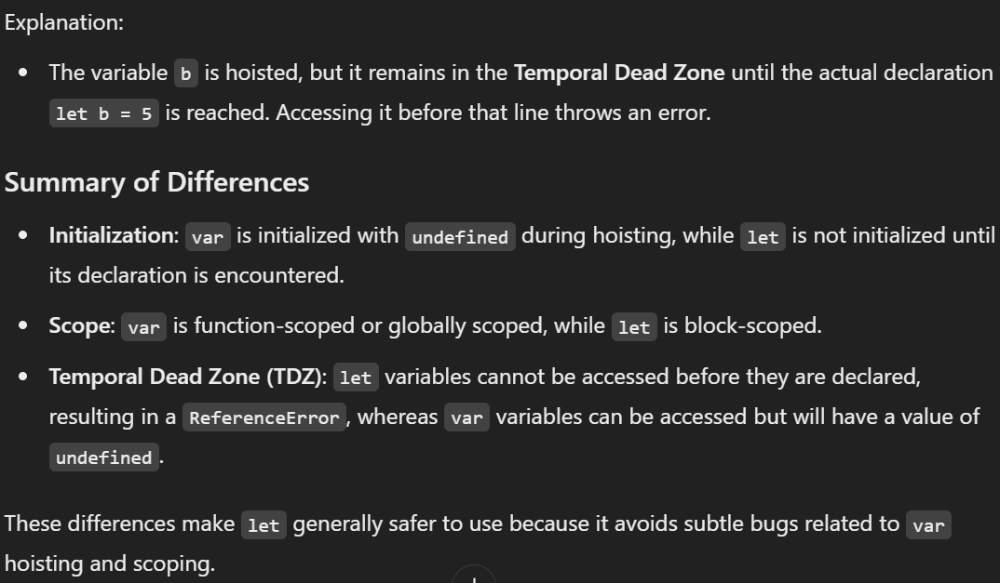 Explanation:
• The variable b is hoisted, but it remains in the Temporal Dead Zone until the actual declaration
let b = 5 is reached. Accessing it before that line throws an error.
Summary of Differences
• Initialization: var is initialized with undefined during hoisting, while let is not initialized until
its declaration is encountered.
• Scope: var is function-scoped or globally scoped, while let is block-scoped.
• Temporal Dead Zone (TDZ): let variables cannot be accessed before they are declared,
resulting in a ReferenceError, whereas var variables can be accessed but will have a value of
undefined.
These differences make let generally safer to use because it avoids subtle bugs related to var
hoisting and scoping.